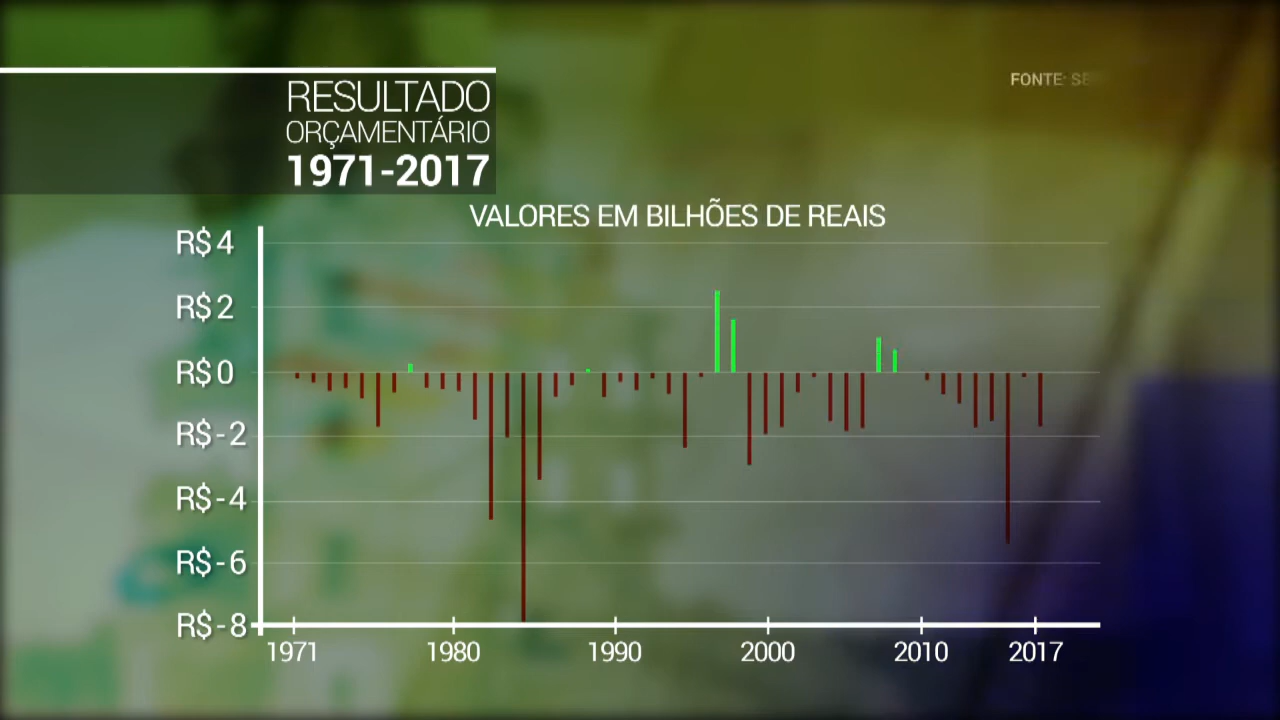 RESULTADO
ORÇAMENTÁRIO
1971-2017
FONTE:
VALORES EM BILHÕES DE REAIS
R$ 4
R$ 2
R$ 0
R$ -2
R$ -4
R$ -6
R$ -8
1971 1980 1990 2000 2010 2017